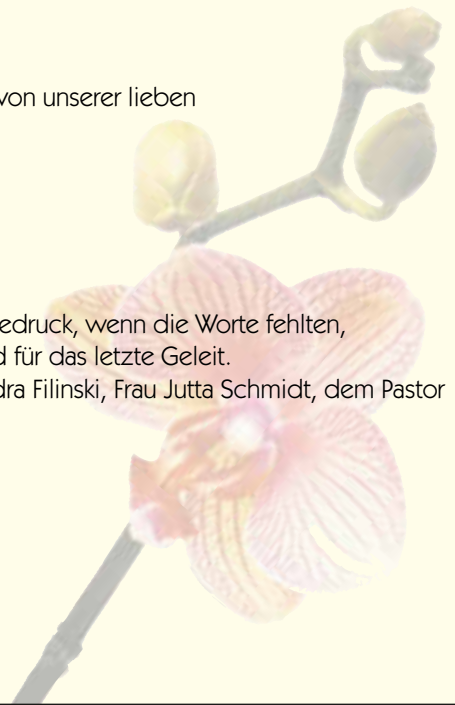 von unserer lieben
edruck, wenn die Worte fehlten,
d für das letzte Geleit.
dra Filinski, Frau Jutta Schmidt, dem Pastor